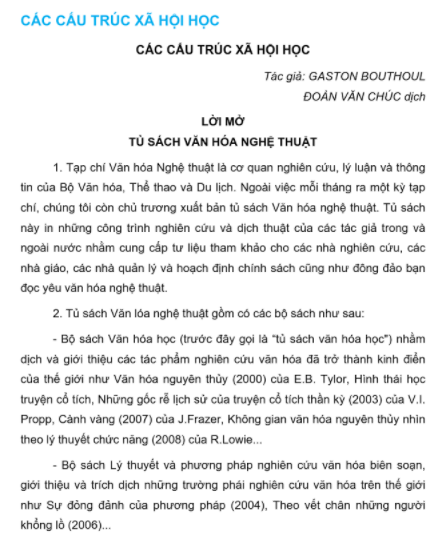 CÁC CẤU TRÚC XÃ HỘI HỌC
CÁC CẤU TRÚC XÃ HỘI HỌC
Tác giả: GASTON BOUTHOUL
ĐOÀN VĂN CHÚC dịch
LỜI MỞ
TỦ SÁCH VĂN HÓA NGHỆ THUẬT
1. Tạp chí Văn hóa Nghệ thuật là cơ quan nghiên cứu, lý luận và thông
tin của Bộ Văn hóa, Thể thao và Du lịch. Ngoài việc mỗi tháng ra một kỳ tạp
chí, chúng tôi còn chủ trương xuất bản tủ sách Văn hóa nghệ thuật. Tủ sách
này in những công trình nghiên cứu và dịch thuật của các tác giả trong và
ngoài nước nhằm cung cấp tư liệu tham khảo cho các nhà nghiên cứu, các
nhà giáo, các nhà quản lý và hoạch định chính sách cũng như đông đảo bạn
đọc yêu văn hóa nghệ thuật.
2. Tủ sách Văn lóa nghệ thuật gồm có các bộ sách như sau:
- Bộ sách Văn hóa học (trước đây gọi là “tủ sách văn hóa học") nhằm
dịch và giới thiệu các tác phẩm nghiên cứu văn hóa đã trở thành kinh điển
của thế giới như Văn hóa nguyên thủy (2000) của E.B. Tylor, Hình thái học
truyện cổ tích, Những gốc rễ lịch sử của truyện cổ tích thần kỳ (2003) của V.I.
Propp, Cành vàng (2007) của J.Frazer, Không gian văn hóa nguyên thủy nhìn
theo lý thuyết chức năng (2008) của R.Lowie...
- Bộ sách Lý thuyết và phương pháp nghiên cứu văn hóa biên soạn,
giới thiệu và trích dịch những trường phái nghiên cứu văn hóa trên thế giới
như Sự đỏng đảnh của phương pháp (2004), Theo vết chân những người
khổng lồ (2006)...